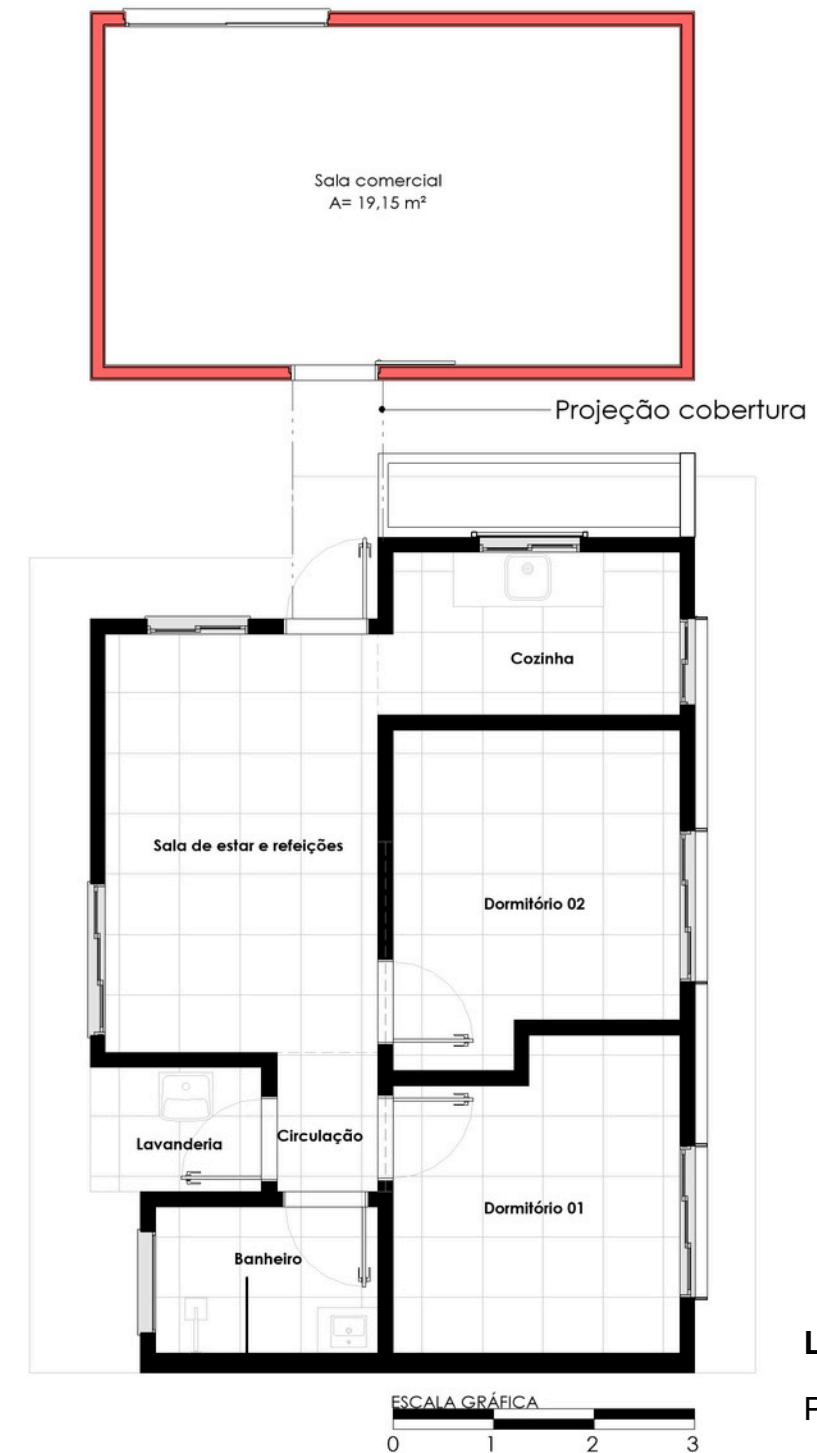 Sala comercial
A= 19,15 m²
Projeção cobertura
Cozinha
Sala de estar e refeições
Dormitório 02
Lavanderia
Circulação
Dormitório 01
Banheiro
L
P
ESCALA GRÁFICA
0 1 2 3